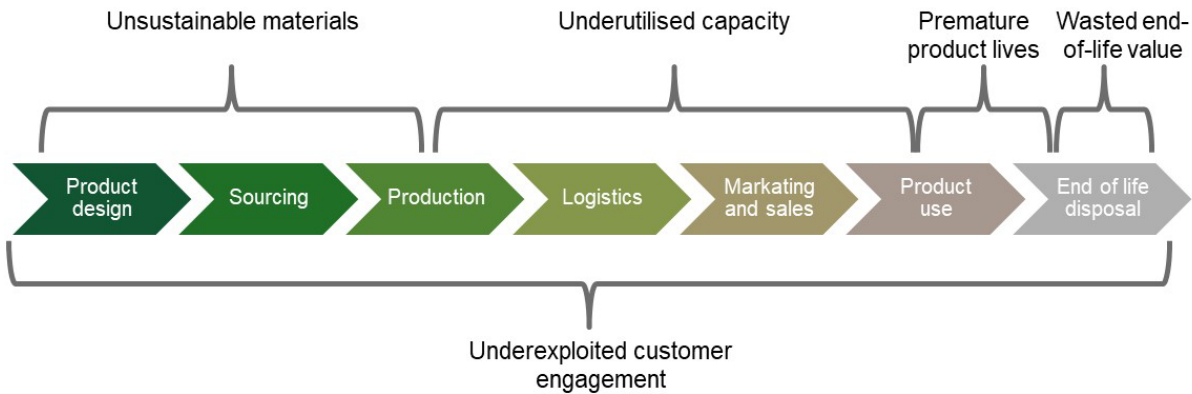 Unsustainable materials
Underutilised capacity
Premature
product lives
Wasted end-
of-life value
Product
design
Sourcing
Production
Logistics
Markating
and sales
Product
use
End of life
disposal
Underexploited customer
engagement